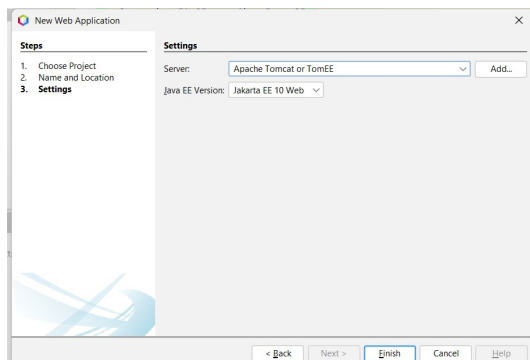 New Web Application
Steps
1. Choose Project
2. Name and Location
3. Settings
Settings
Server: Apache Tomcat or TomEE Add...
Java EE Version: Jakarta EE 10 Web
< Back Next > Finish Cancel Help